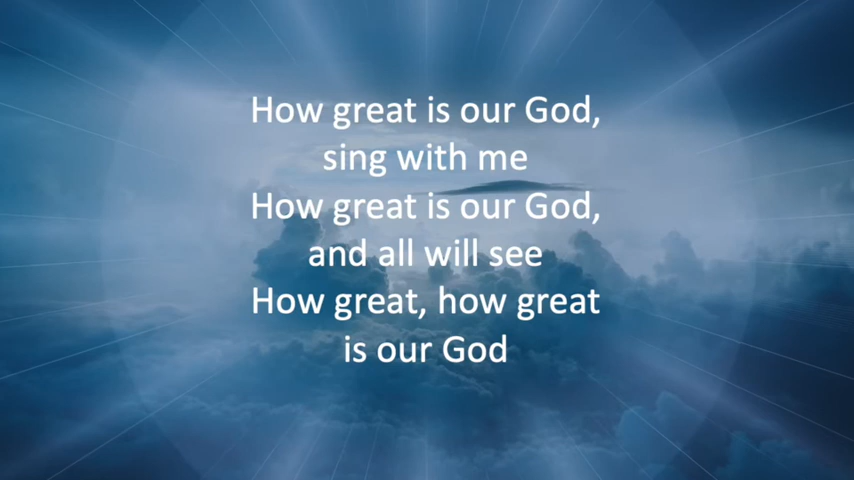 How great is our God,
sing with me
How great is our God,
and all will see
How great, how great
is our God